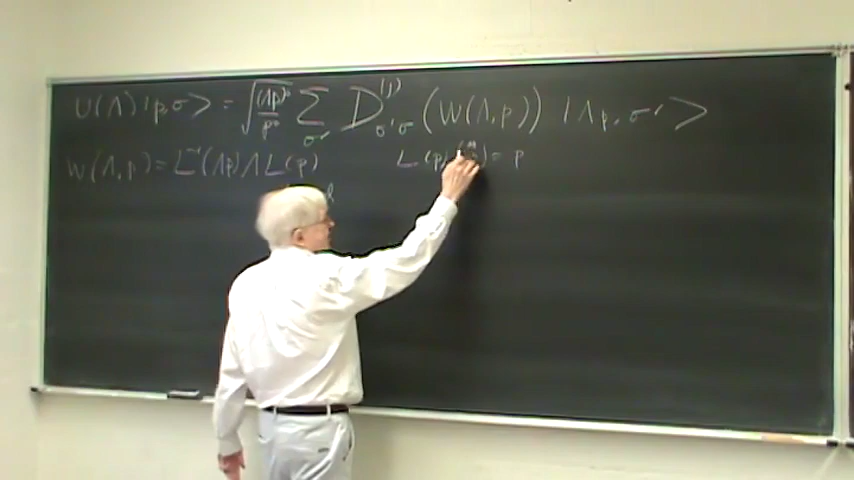 U(Λ)|p,σ> = √((Λp)⁰/p⁰) Σ_σ' D^(j)_σ'σ (W(Λ,p)) |Λp, σ'>
W(Λ,p) = L⁻¹(Λp) Λ L(p) L(p) = p